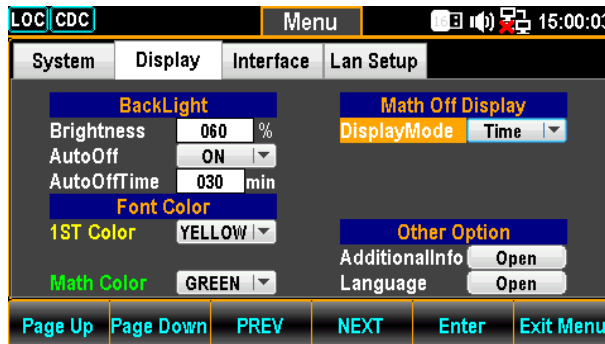 LOC CDC Menu 16 15:00:03
System Display Interface Lan Setup
BackLight
Brightness 060 %
AutoOff ON
AutoOffTime 030 min
Font Color
1ST Color YELLOW
Math Color GREEN
Math Off Display
DisplayMode Time
Other Option
AdditionalInfo Open
Language Open
Page Up Page Down PREV NEXT Enter Exit Menu